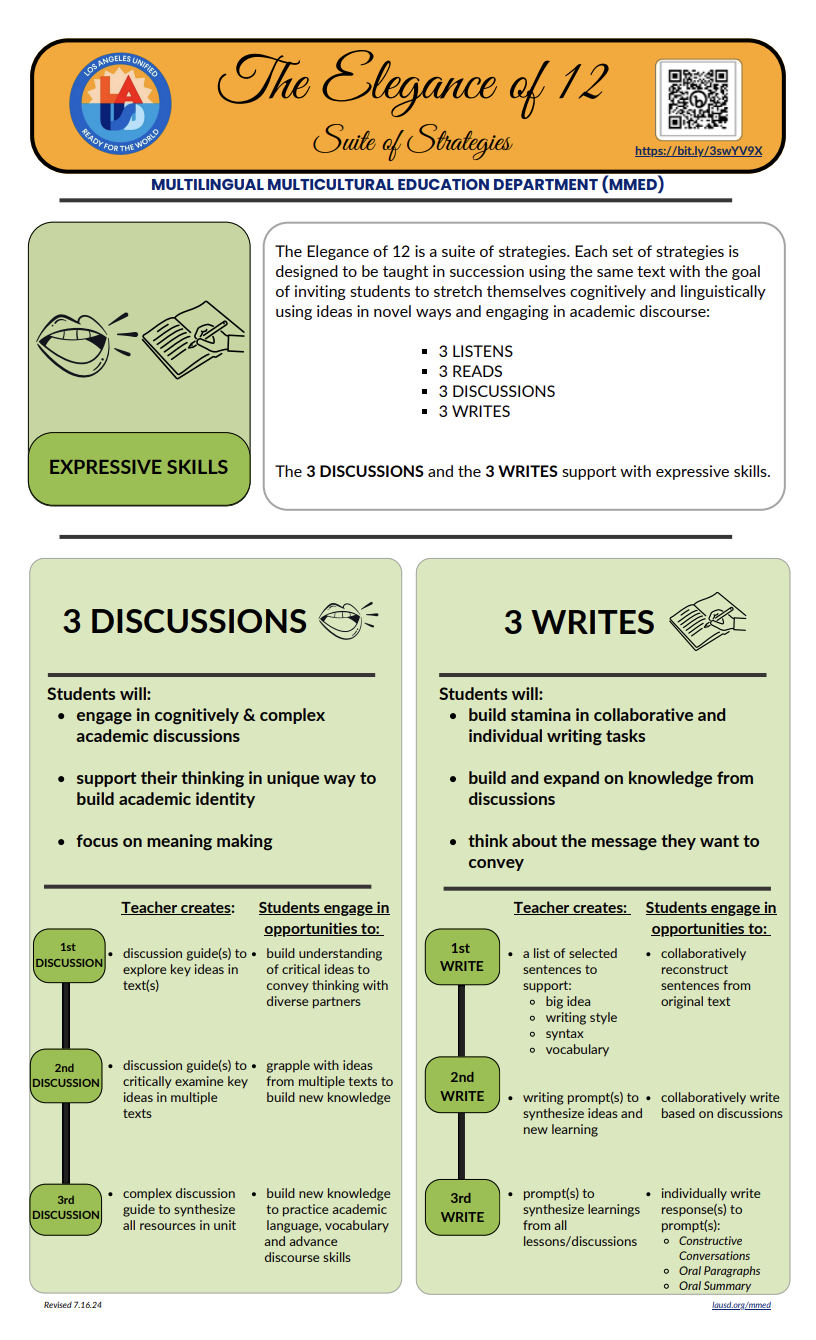 LOS ANGELES UNIFIED
LAUS
READY FOR THE WORLD
The Elegance of 12
Suite of Strategies
https://bit.ly/3swYV9X
MULTILINGUAL MULTICULTURAL EDUCATION DEPARTMENT (MMED)
EXPRESSIVE SKILLS
The Elegance of 12 is a suite of strategies. Each set of strategies is
designed to be taught in succession using the same text with the goal
of inviting students to stretch themselves cognitively and linguistically
using ideas in novel ways and engaging in academic discourse:
▪ 3 LISTENS
▪ 3 READS
▪ 3 DISCUSSIONS
▪ 3 WRITES
The 3 DISCUSSIONS and the 3 WRITES support with expressive skills.
3 DISCUSSIONS
Students will:
• engage in cognitively & complex
academic discussions
• support their thinking in unique way to
build academic identity
• focus on meaning making
Teacher creates:
Students engage in
opportunities to:
1st
DISCUSSION
• discussion guide(s) to
explore key ideas in
text(s)
• build understanding
of critical ideas to
convey thinking with
diverse partners
2nd
DISCUSSION
• discussion guide(s) to
critically examine key
ideas in multiple
texts
• grapple with ideas
from multiple texts to
build new knowledge
3rd
DISCUSSION
• complex discussion
guide to synthesize
all resources in unit
• build new knowledge
to practice academic
language, vocabulary
and advance
discourse skills
3 WRITES
Students will:
• build stamina in collaborative and
individual writing tasks
• build and expand on knowledge from
discussions
• think about the message they want to
convey
Teacher creates:
Students engage in
opportunities to:
1st
WRITE
• a list of selected
sentences to
support:
○ big idea
○ writing style
○ syntax
○ vocabulary
• collaboratively
reconstruct
sentences from
original text
2nd
WRITE
• writing prompt(s) to
synthesize ideas and
new learning
• collaboratively write
based on discussions
3rd
WRITE
• prompt(s) to
synthesize learnings
from all
lessons/discussions
• individually write
response(s) to
prompt(s):
○ Constructive
Conversations
○ Oral Paragraphs
○ Oral Summary
Revised 7.16.24
lausd.org/mmed